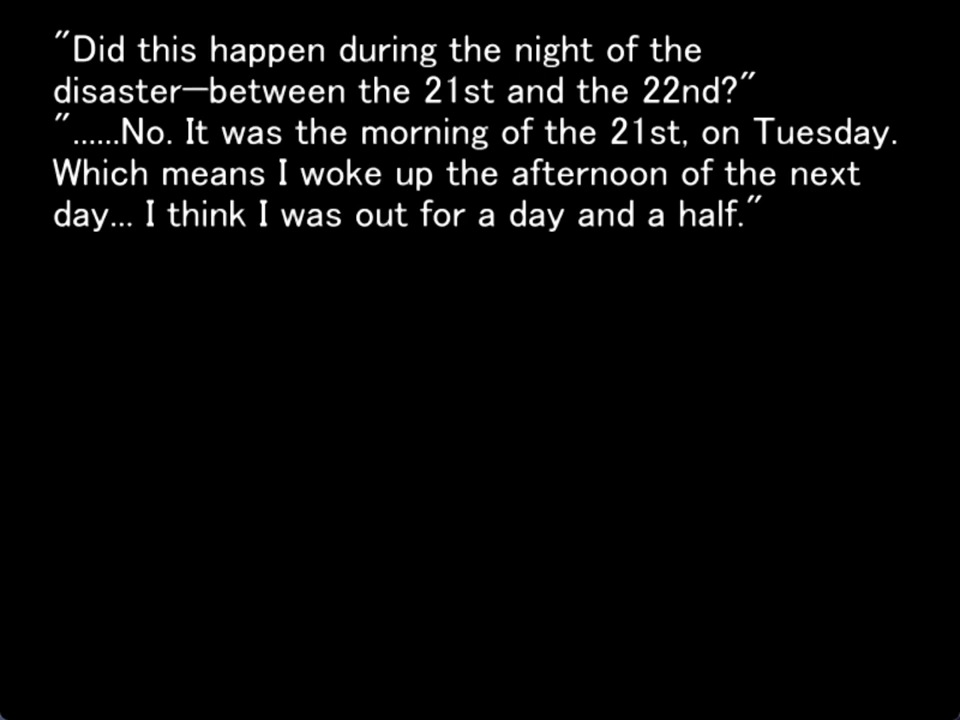 "Did this happen during the night of the
disaster—between the 21st and the 22nd?"
"......No. It was the morning of the 21st, on Tuesday.
Which means I woke up the afternoon of the next
day... I think I was out for a day and a half."